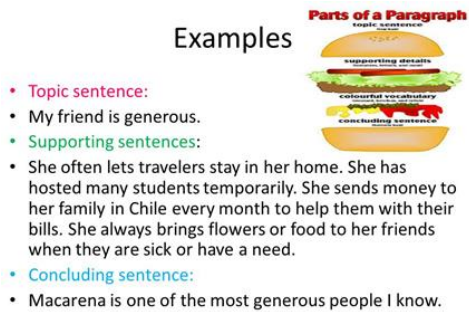 Examples
Parts of a Paragraph
topic sentence
supporting details
colourful vocabulary
concluding sentence
• Topic sentence:
• My friend is generous.
• Supporting sentences:
• She often lets travelers stay in her home. She has
hosted many students temporarily. She sends money to
her family in Chile every month to help them with their
bills. She always brings flowers or food to her friends
when they are sick or have a need.
• Concluding sentence:
• Macarena is one of the most generous people I know.